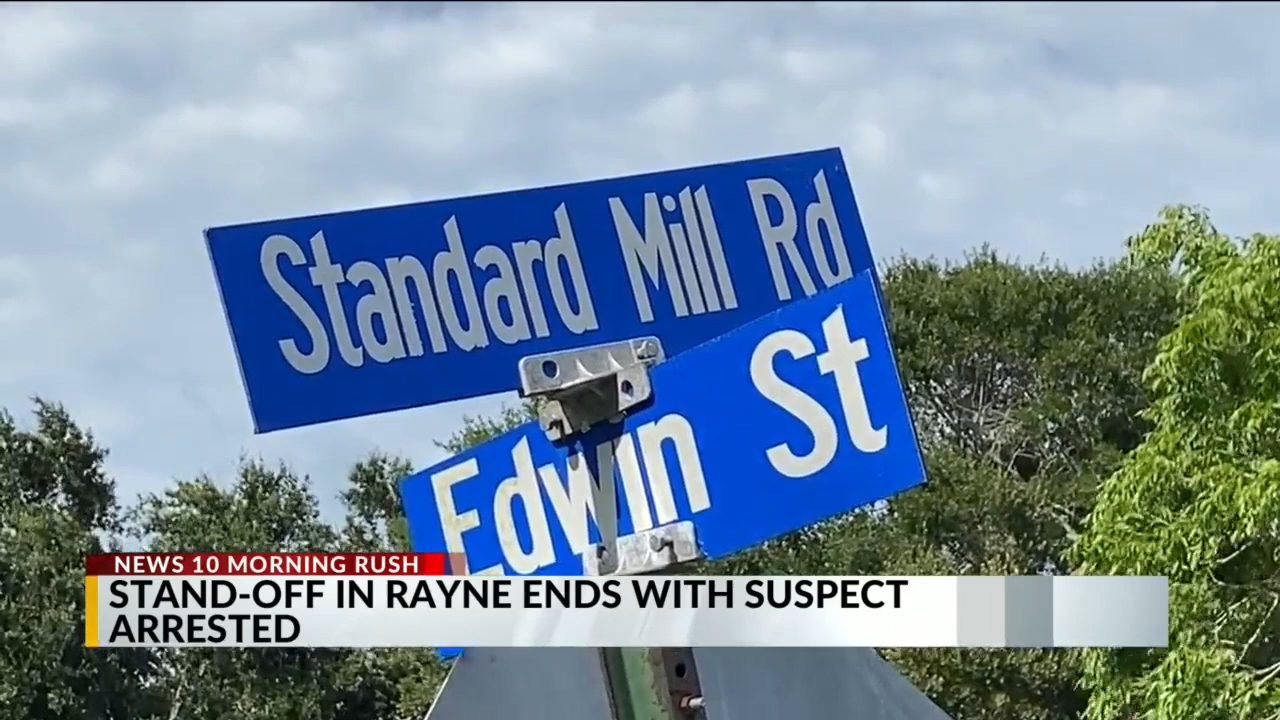 Standard Mill Rd
Edwin St
NEWS 10 MORNING RUSH
STAND-OFF IN RAYNE ENDS WITH SUSPECT
ARRESTED